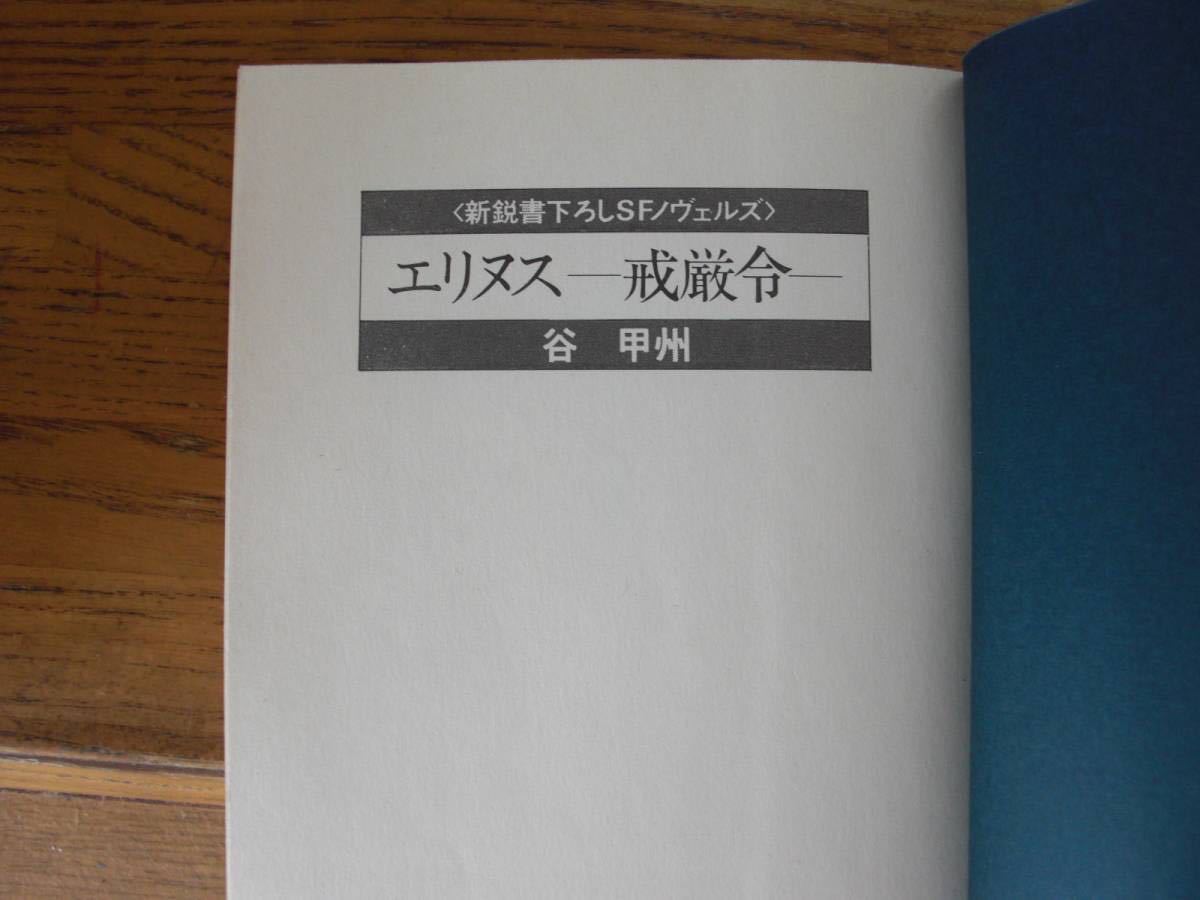 〈新鋭書下ろしSFノヴェルズ〉
エリヌス―戒厳令―
谷 甲州